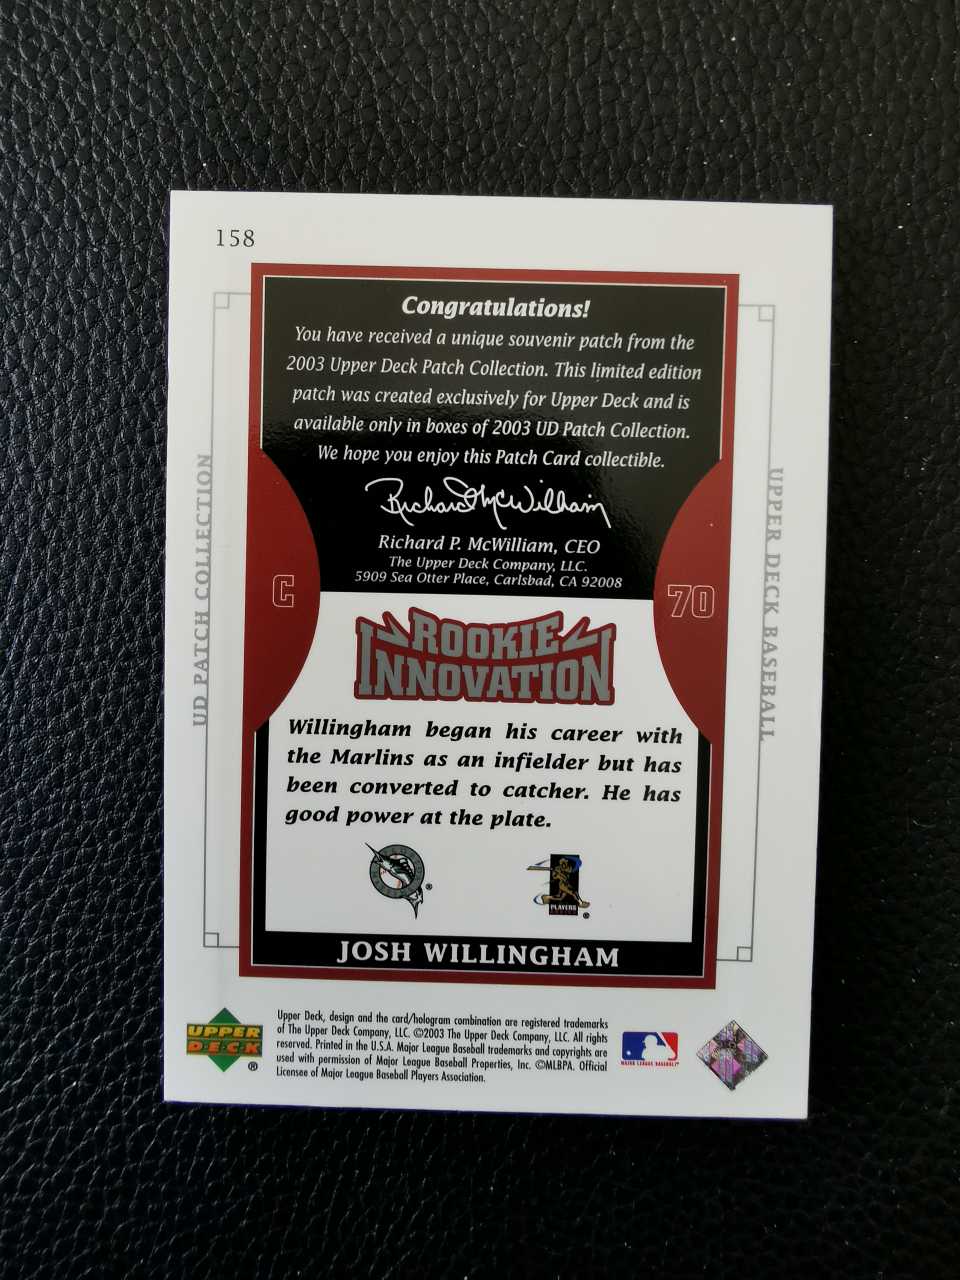 158
Congratulations!
You have received a unique souvenir patch from the
2003 Upper Deck Patch Collection. This limited edition
patch was created exclusively for Upper Deck and is
available only in boxes of 2003 UD Patch Collection.
We hope you enjoy this Patch Card collectible.
Richard McWilliam
Richard P. McWilliam, CEO
The Upper Deck Company, LLC.
5909 Sea Otter Place, Carlsbad, CA 92008
UD PATCH COLLECTION
UPPER DECK BASEBALL
C
70
ROOKIE
INNOVATION
Willingham began his career with
the Marlins as an infielder but has
been converted to catcher. He has
good power at the plate.
®
PLAYERS
®
JOSH WILLINGHAM
UPPER
DECK
®
Upper Deck, design and the card/hologram combination are registered trademarks
of The Upper Deck Company, LLC. ©2003 The Upper Deck Company, LLC. All rights
reserved. Printed in the U.S.A. Major League Baseball trademarks and copyrights are
used with permission of Major League Baseball Properties, Inc. ©MLBPA. Official
Licensee of Major League Baseball Players Association.
MAJOR LEAGUE BASEBALL